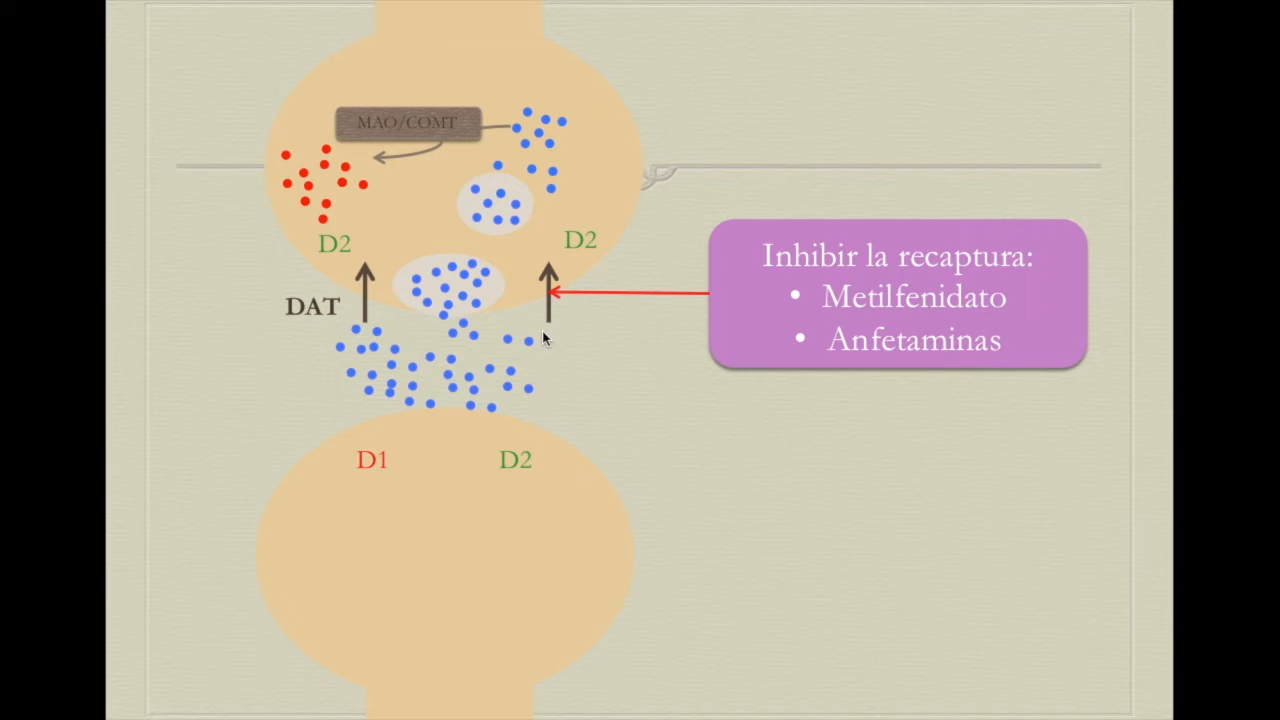 MAO/COMT
D2
D2
DAT
Inhibir la recaptura:
• Metilfenidato
• Anfetaminas
D1
D2